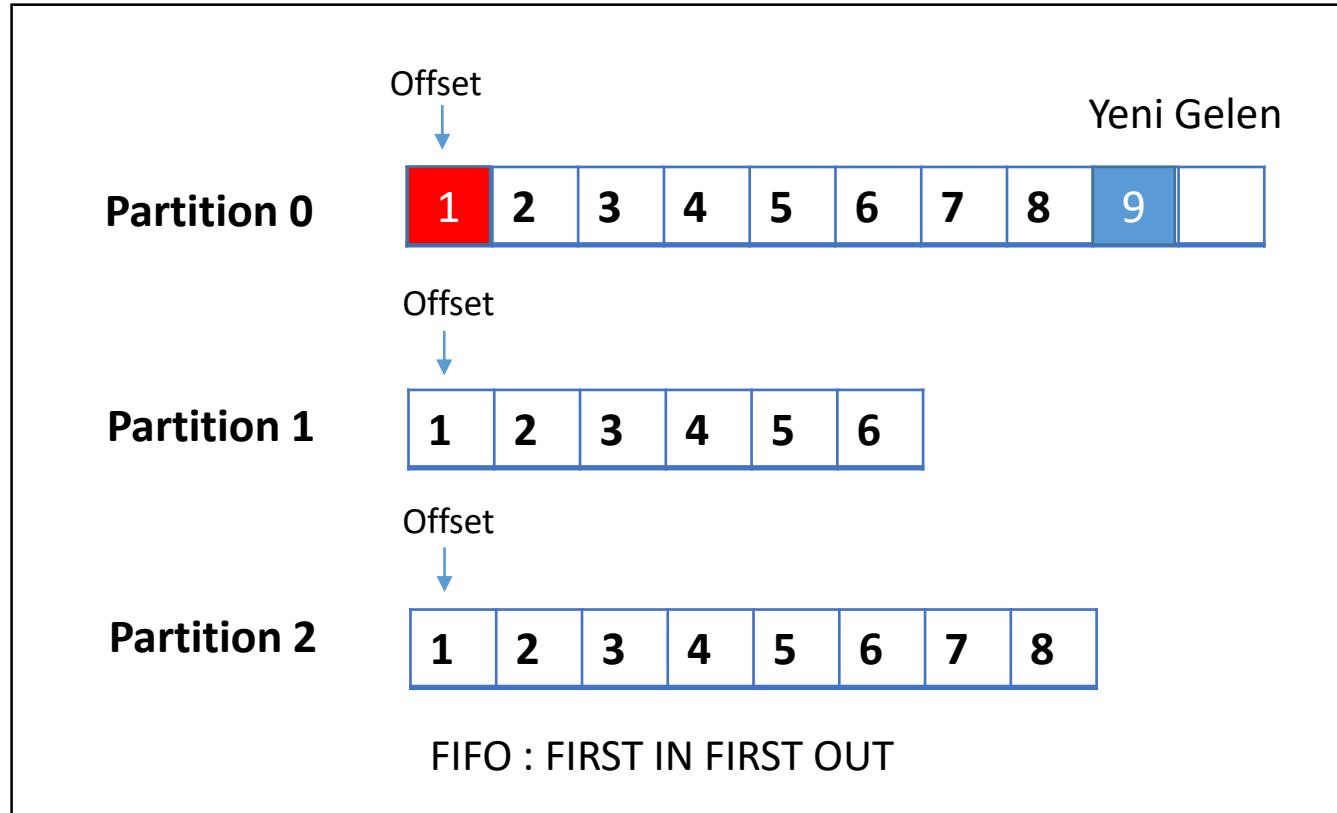 Offset
Yeni Gelen
Partition 0 1 2 3 4 5 6 7 8 9
Offset
Partition 1 1 2 3 4 5 6
Offset
Partition 2 1 2 3 4 5 6 7 8
FIFO : FIRST IN FIRST OUT